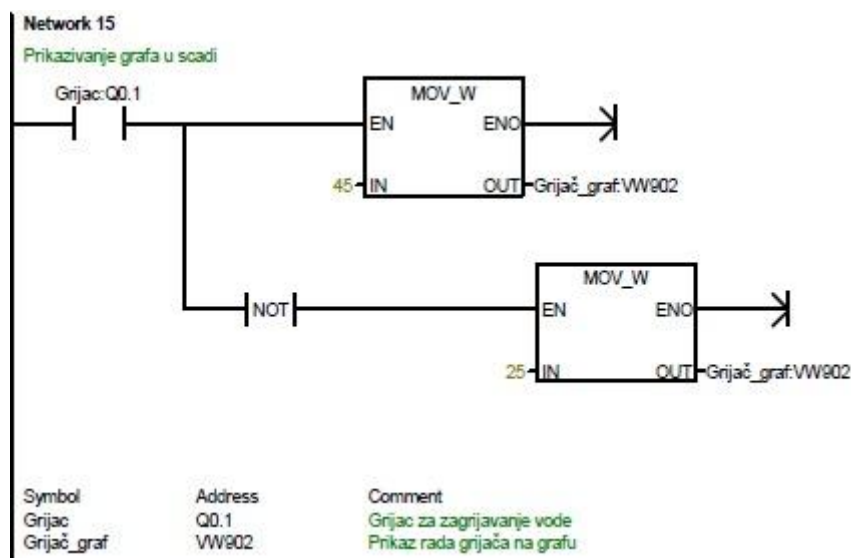 Network 15
Prikazivanje grafa u scadi
Grijac:Q0.1
MOV_W
EN ENO
45 IN OUT Grijač_graf:VW902
NOT
MOV_W
EN ENO
25 IN OUT Grijač_graf:VW902
Symbol Address Comment
Grijac Q0.1 Grijac za zagrijavanje vode
Grijač_graf VW902 Prikaz rada grijača na grafu